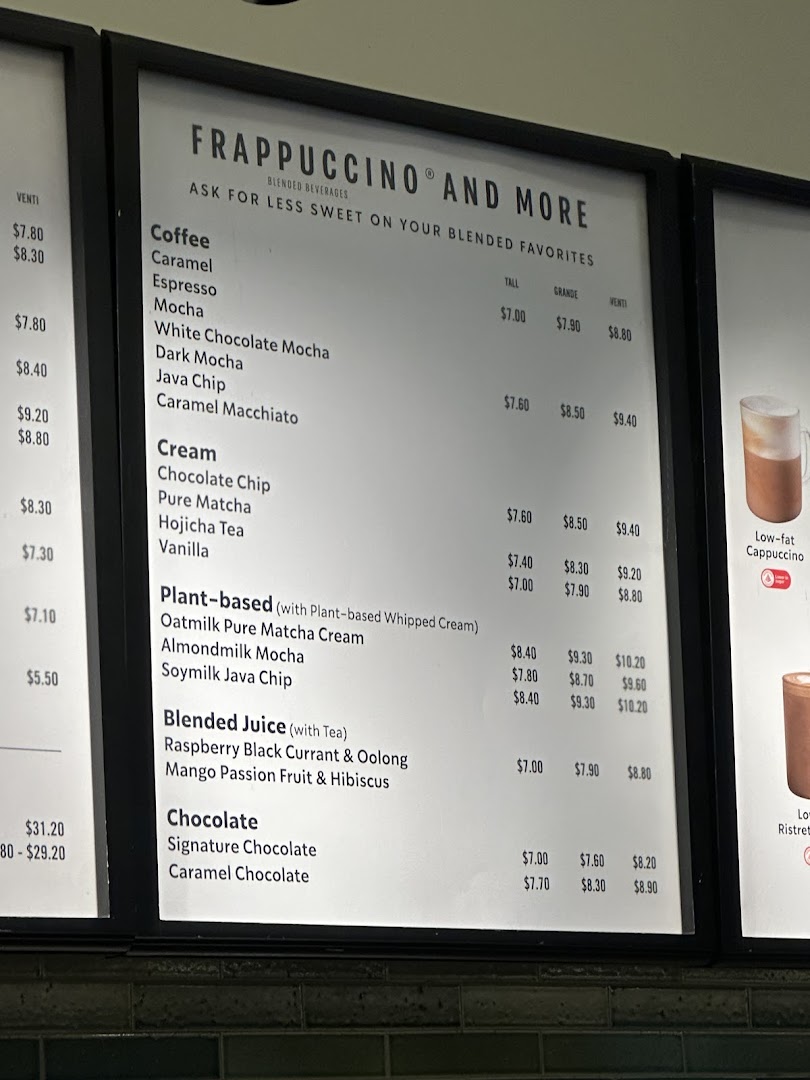 VENTI
$7.80
$8.30
$7.80
$8.40
$9.20
$8.80
$8.30
$7.30
$7.10
$5.50
$31.20
80 - $29.20
FRAPPUCCINO® AND MORE
BLENDED BEVERAGES
ASK FOR LESS SWEET ON YOUR BLENDED FAVORITES
TALL GRANDE VENTI
Coffee
Caramel $7.00 $7.90 $8.80
Espresso
Mocha
White Chocolate Mocha
Dark Mocha
Java Chip $7.60 $8.50 $9.40
Caramel Macchiato
Cream
Chocolate Chip $7.60 $8.50 $9.40
Pure Matcha
Hojicha Tea $7.40 $8.30 $9.20
Vanilla $7.00 $7.90 $8.80
Plant-based (with Plant-based Whipped Cream)
Oatmilk Pure Matcha Cream $8.40 $9.30 $10.20
Almondmilk Mocha $7.80 $8.70 $9.60
Soymilk Java Chip $8.40 $9.30 $10.20
Blended Juice (with Tea)
Raspberry Black Currant & Oolong $7.00 $7.90 $8.80
Mango Passion Fruit & Hibiscus
Chocolate
Signature Chocolate $7.00 $7.60 $8.20
Caramel Chocolate $7.70 $8.30 $8.90
Low-fat
Cappuccino
Lo
Ristret